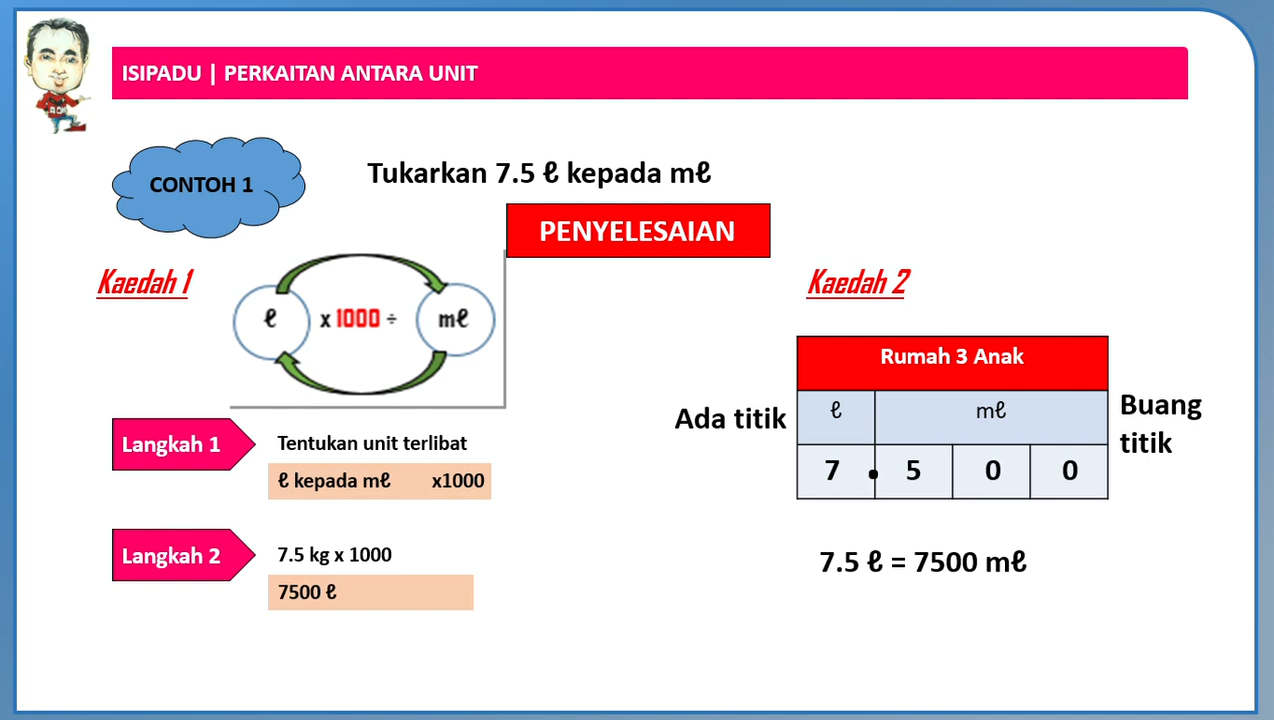 ISIPADU | PERKAITAN ANTARA UNIT
CONTOH 1
Tukarkan 7.5 ℓ kepada mℓ
PENYELESAIAN
Kaedah 1
ℓ x 1000 ÷ mℓ
Langkah 1
Tentukan unit terlibat
ℓ kepada mℓ x1000
Langkah 2
7.5 kg x 1000
7500 ℓ
Kaedah 2
Rumah 3 Anak
Ada titik
ℓ mℓ
Buang
titik
7 . 5 0 0
7.5 ℓ = 7500 mℓ